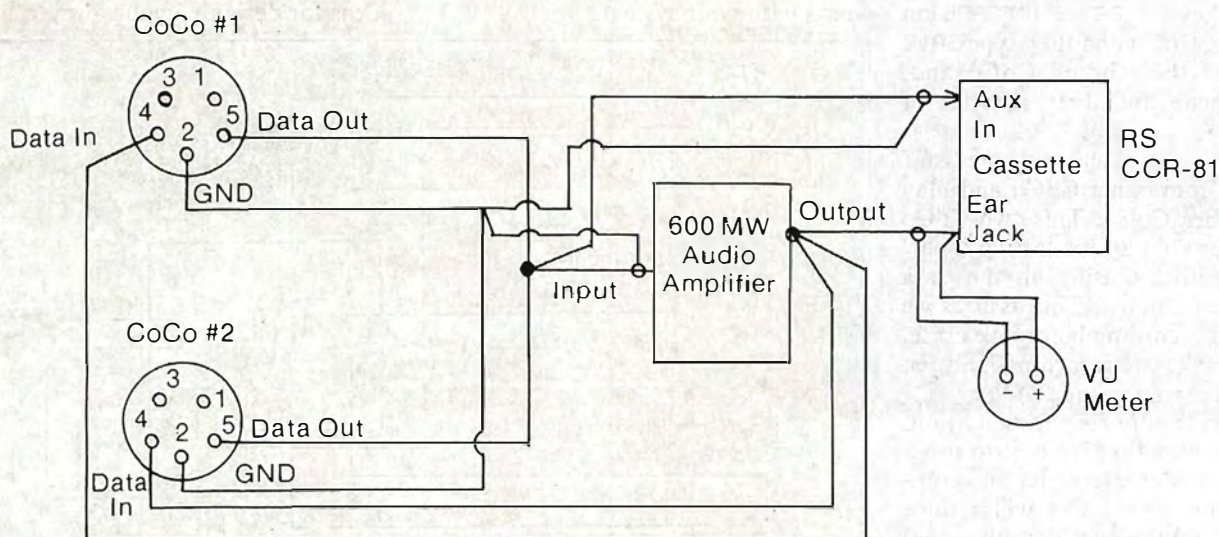 CoCo #1
3 1
4 2 5
Data In
Data Out
GND
Aux
In
Cassette
Ear
Jack
RS
CCR-81
600 MW
Audio
Amplifier
Output
Input
CoCo #2
3
1
4 2 5
Data Out
GND
Data
In
- +
VU
Meter